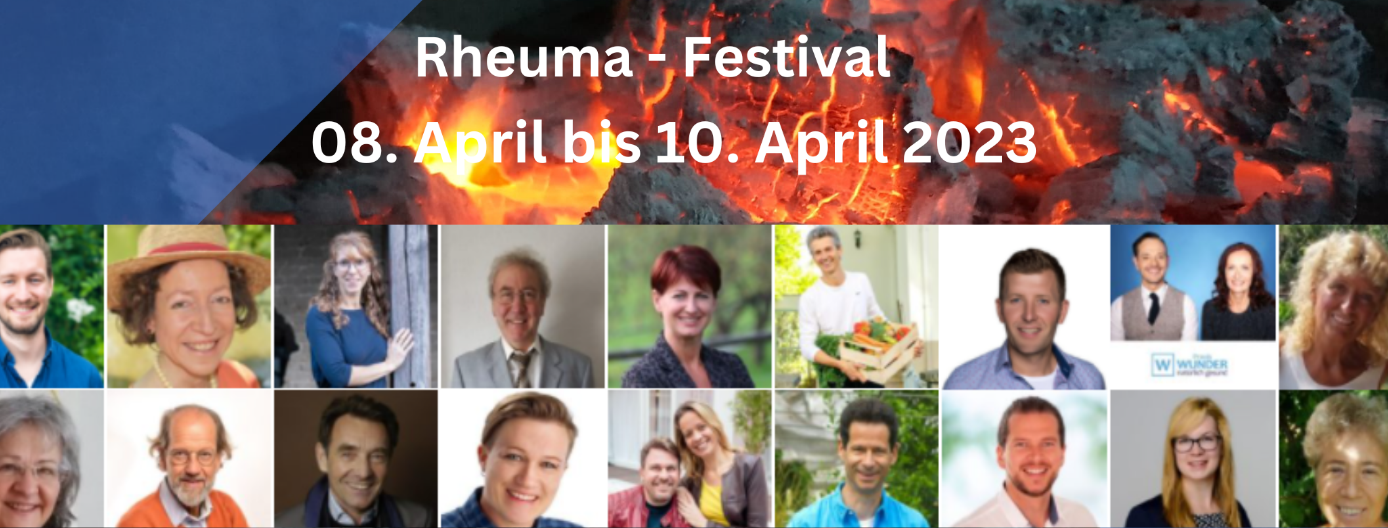 Rheuma - Festival
08. April bis 10. April 2023
W WUNDER
natürlich gesund